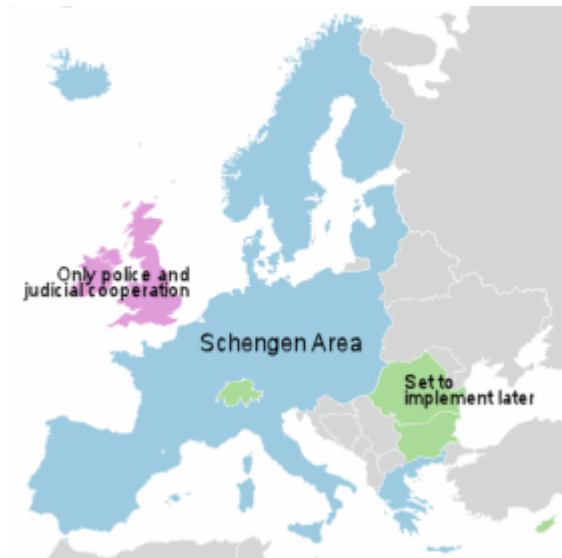 Only police and
judicial cooperation
Schengen Area
Set to
implement later